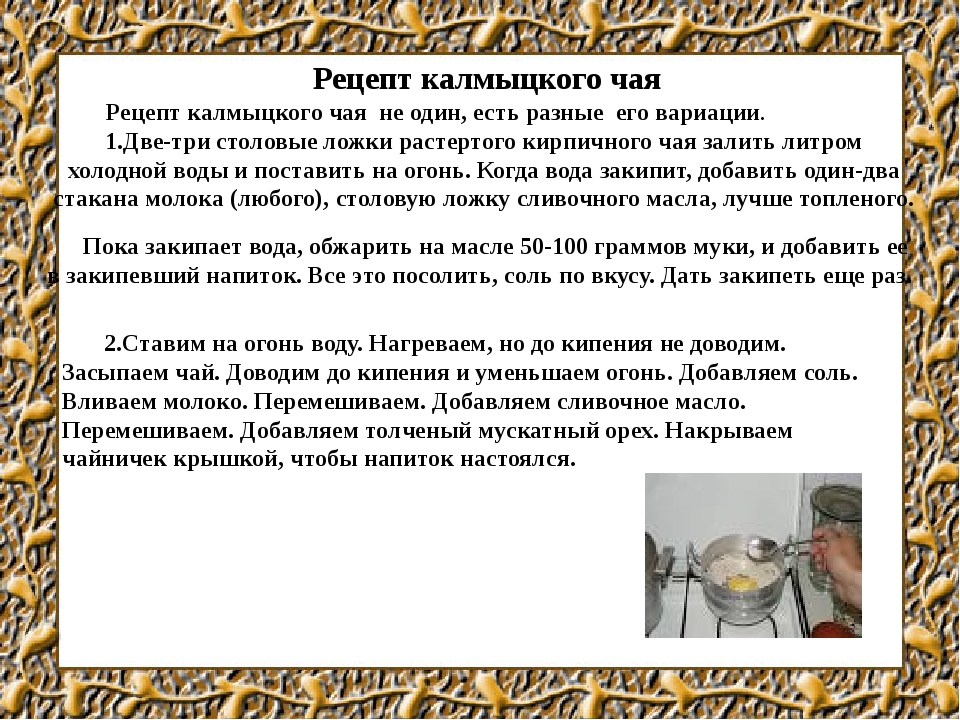 Рецепт калмыцкого чая
Рецепт калмыцкого чая не один, есть разные его вариации.
1.Две-три столовые ложки растертого кирпичного чая залить литром
холодной воды и поставить на огонь. Когда вода закипит, добавить один-два
стакана молока (любого), столовую ложку сливочного масла, лучше топленого.
Пока закипает вода, обжарить на масле 50-100 граммов муки, и добавить ее
в закипевший напиток. Все это посолить, соль по вкусу. Дать закипеть еще раз.
2.Ставим на огонь воду. Нагреваем, но до кипения не доводим.
Засыпаем чай. Доводим до кипения и уменьшаем огонь. Добавляем соль.
Вливаем молоко. Перемешиваем. Добавляем сливочное масло.
Перемешиваем. Добавляем толченый мускатный орех. Накрываем
чайничек крышкой, чтобы напиток настоялся.